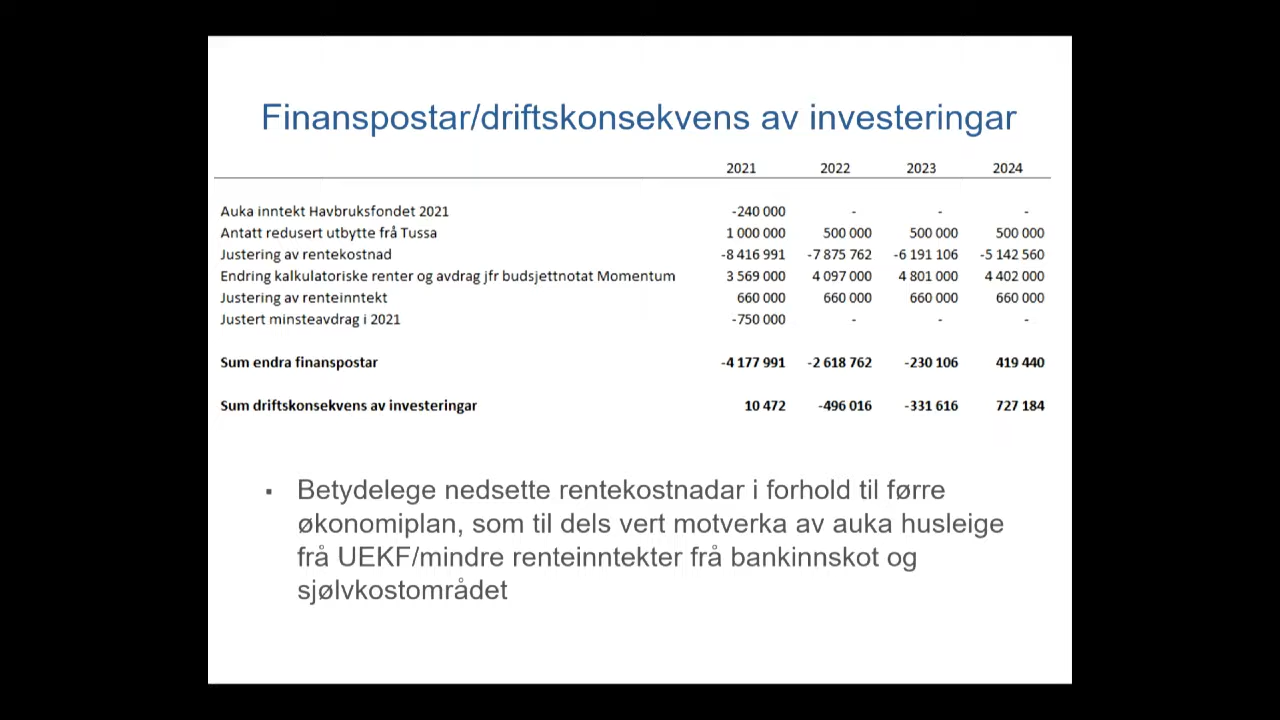 Finanspostar/driftskonsekvens av investeringar
2021 2022 2023 2024
Auka inntekt Havbruksfondet 2021 -240 000 - - -
Antatt redusert utbytte frå Tussa 1 000 000 500 000 500 000 500 000
Justering av rentekostnad -8 416 991 -7 875 762 -6 191 106 -5 142 560
Endring kalkulatoriske renter og avdrag jfr budsjettnotat Momentum 3 569 000 4 097 000 4 801 000 4 402 000
Justering av renteinntekt 660 000 660 000 660 000 660 000
Justert minsteavdrag i 2021 -750 000 - - -
Sum endra finanspostar -4 177 991 -2 618 762 -230 106 419 440
Sum driftskonsekvens av investeringar 10 472 -496 016 -331 616 727 184
▪ Betydelege nedsette rentekostnadar i forhold til førre
økonomiplan, som til dels vert motverka av auka husleige
frå UEKF/mindre renteinntekter frå bankinnskot og
sjølvkostområdet